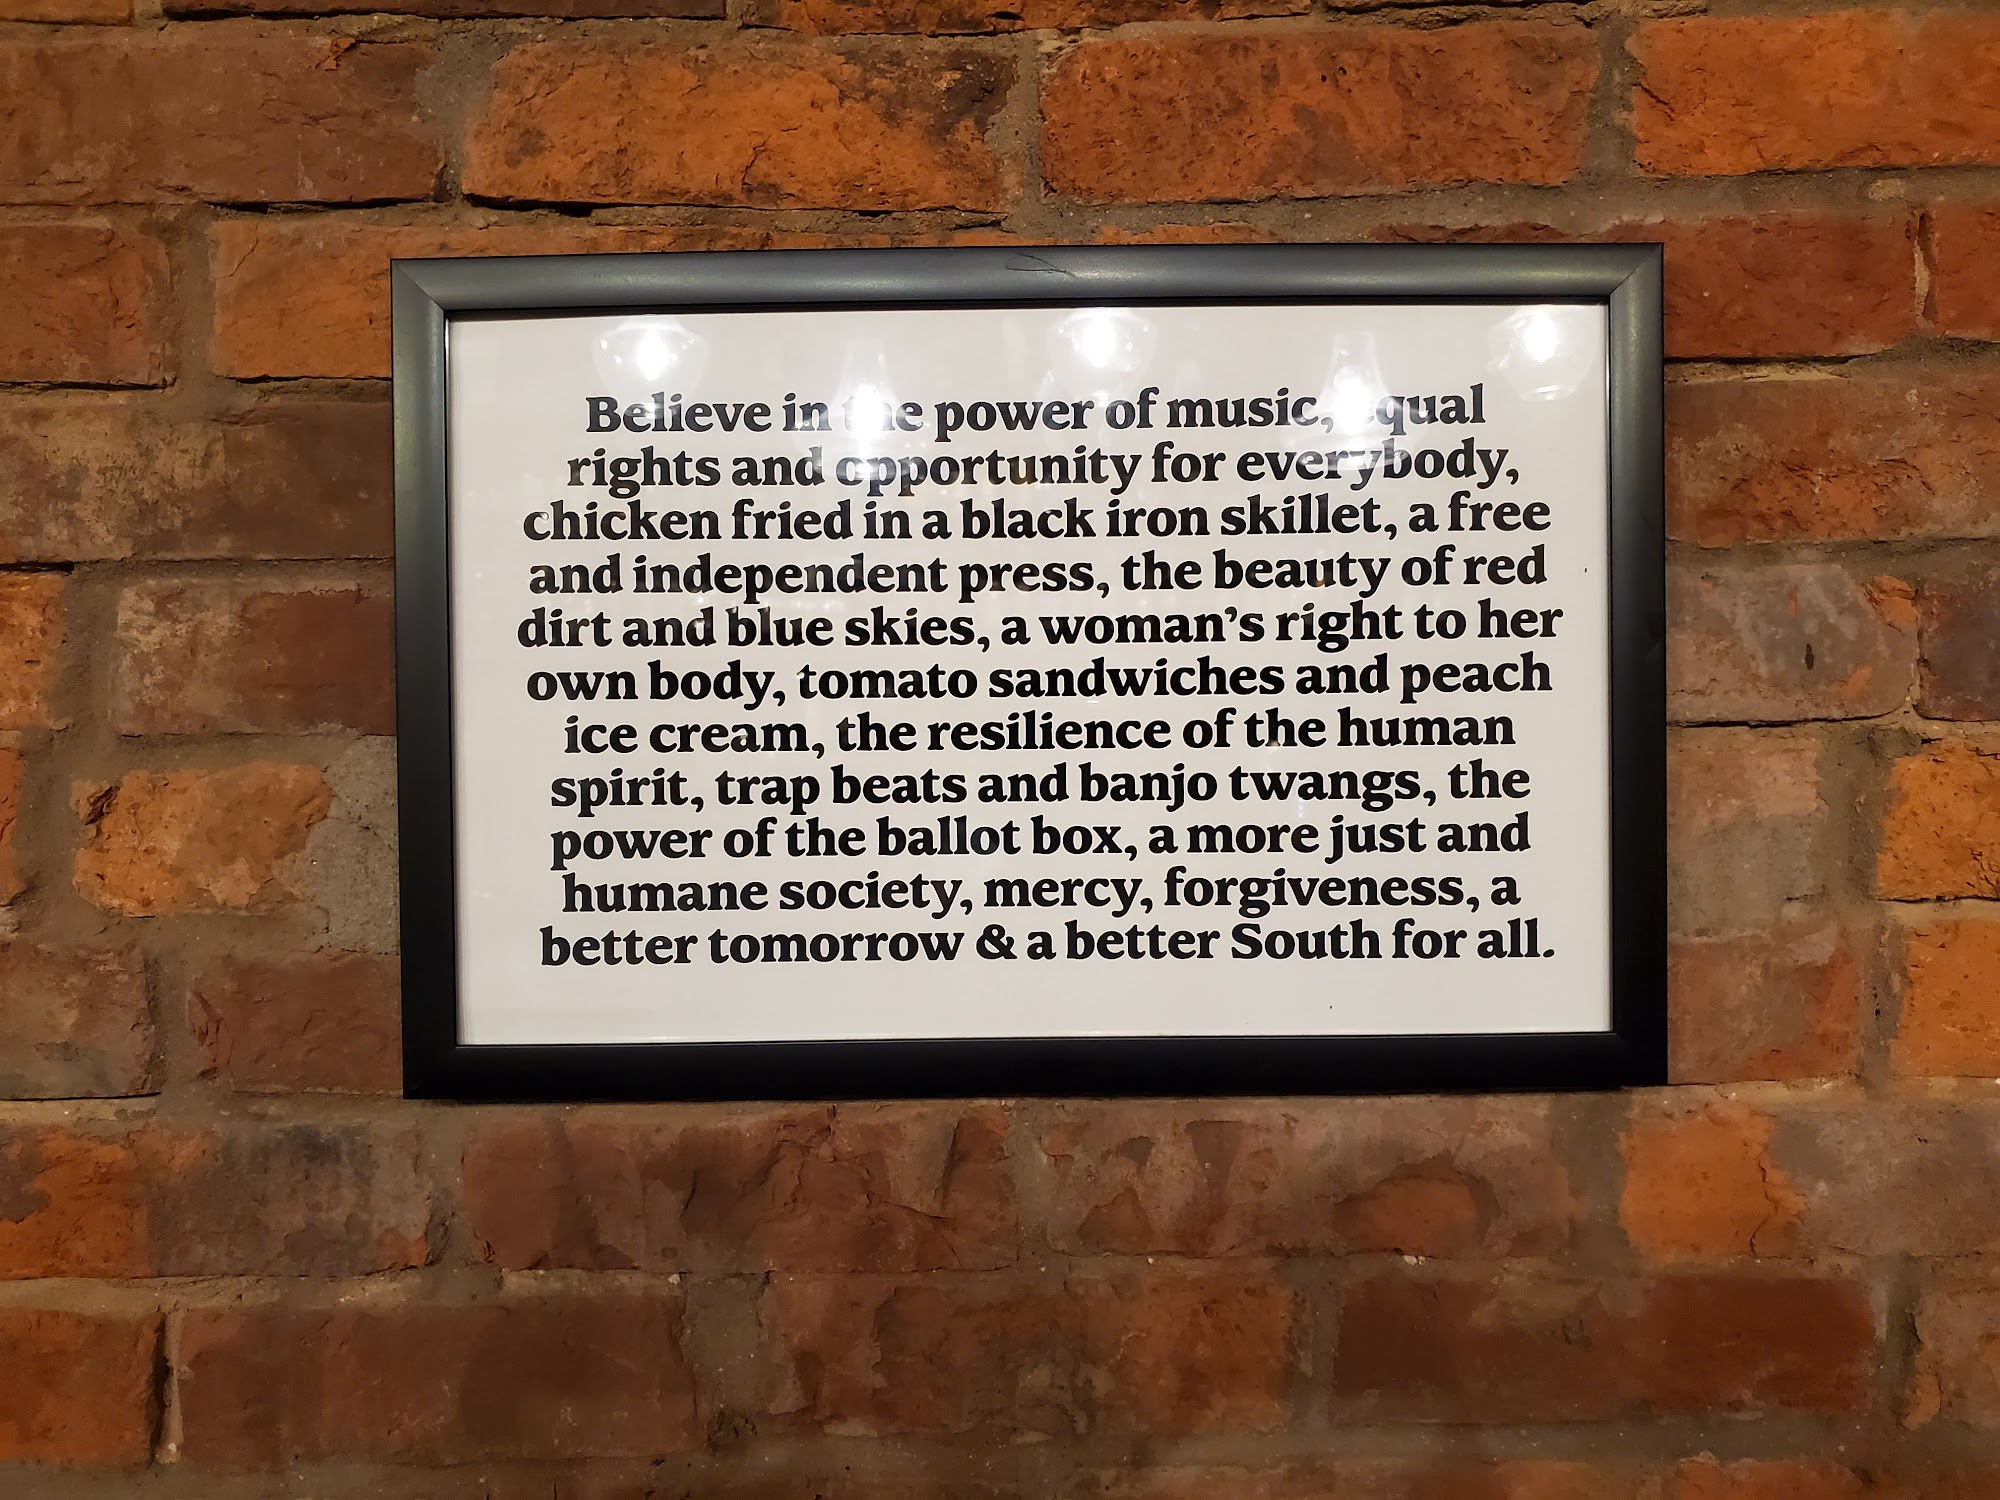 Believe in the power of music, equal
rights and opportunity for everybody,
chicken fried in a black iron skillet, a free
and independent press, the beauty of red
dirt and blue skies, a woman’s right to her
own body, tomato sandwiches and peach
ice cream, the resilience of the human
spirit, trap beats and banjo twangs, the
power of the ballot box, a more just and
humane society, mercy, forgiveness, a
better tomorrow & a better South for all.